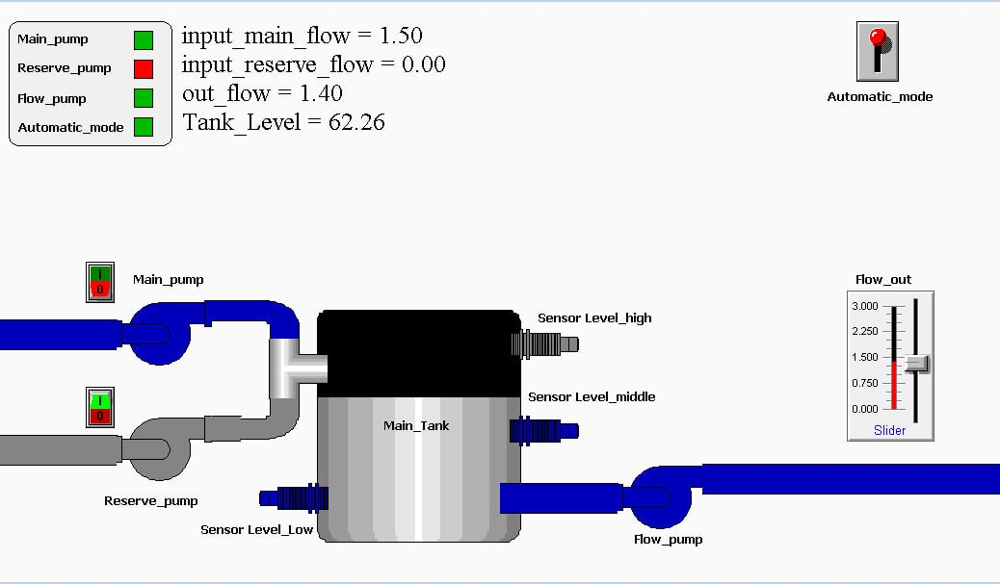 Main_pump
Reserve_pump
Flow_pump
Automatic_mode
input_main_flow = 1.50
input_reserve_flow = 0.00
out_flow = 1.40
Tank_Level = 62.26
Automatic_mode
I
0
Main_pump
Flow_out
3.000
2.250
1.500
0.750
0.000
Slider
Sensor Level_high
I
0
Sensor Level_middle
Main_Tank
Reserve_pump
Sensor Level_Low
Flow_pump